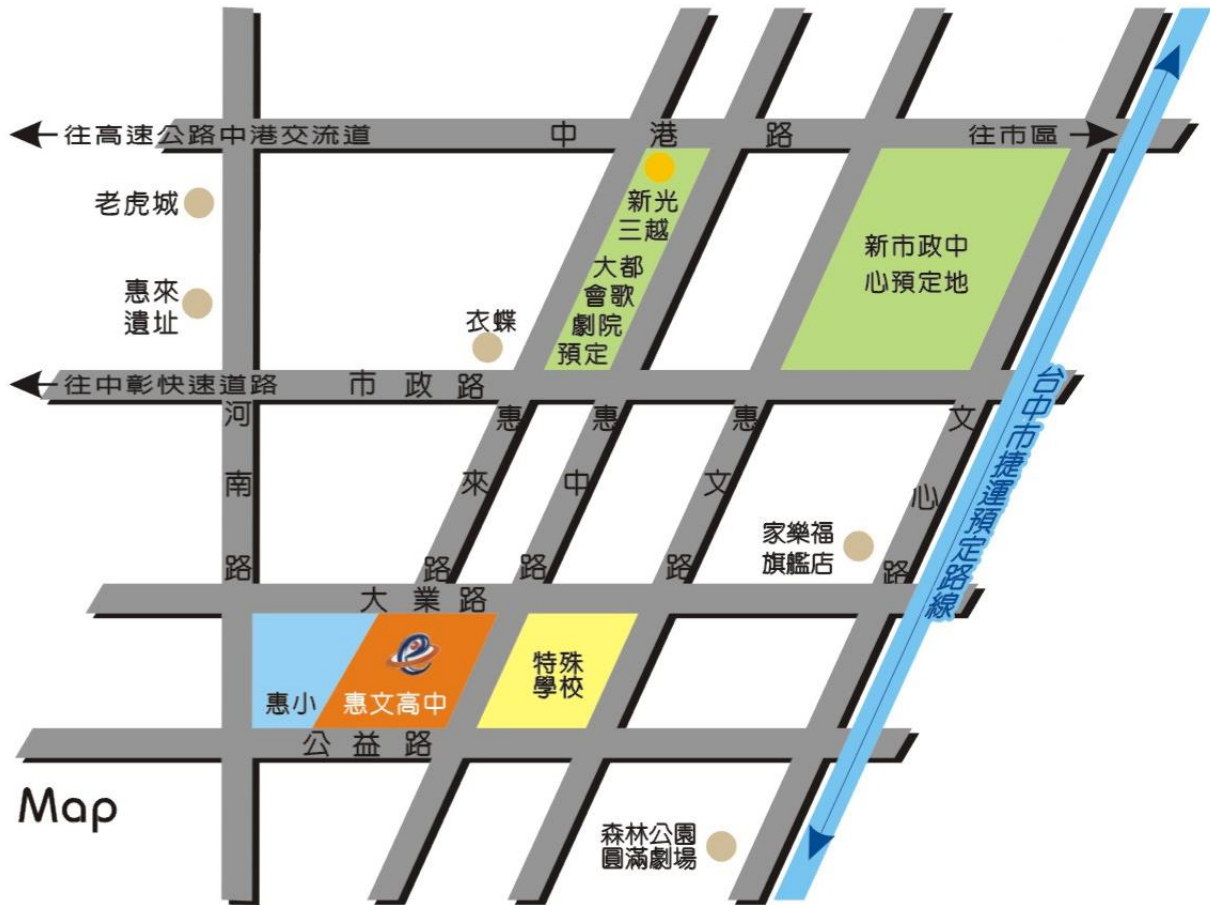 往高速公路中港交流道
中港路
往市區
老虎城
新光
三越
大都
會歌
劇院
預定
新市政中
心預定地
惠來
遺址
衣蝶
往中彰快速道路
市政路
河南路
惠來路
惠中路
惠文路
文心路
台中市捷運預定路線
家樂福
旗艦店
大業路
惠小
惠文高中
特殊
學校
公益路
Map
森林公園
圓滿劇場